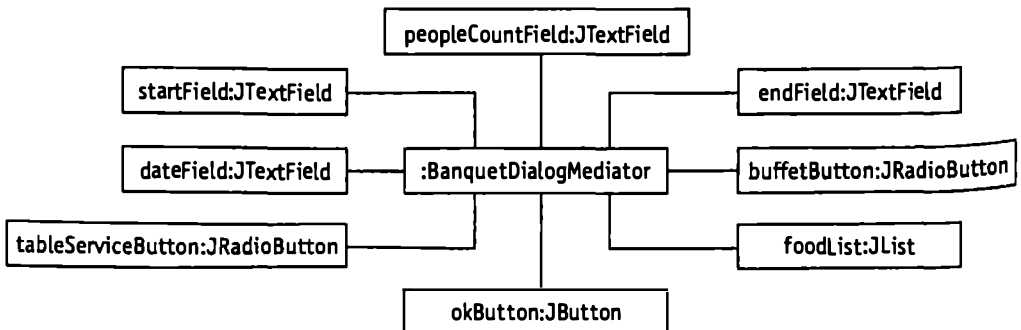 peopleCountField:JTextField
startField:JTextField
endField:JTextField
dateField:JTextField
:BanquetDialogMediator
buffetButton:JRadioButton
tableServiceButton:JRadioButton
foodList:JList
okButton:JButton